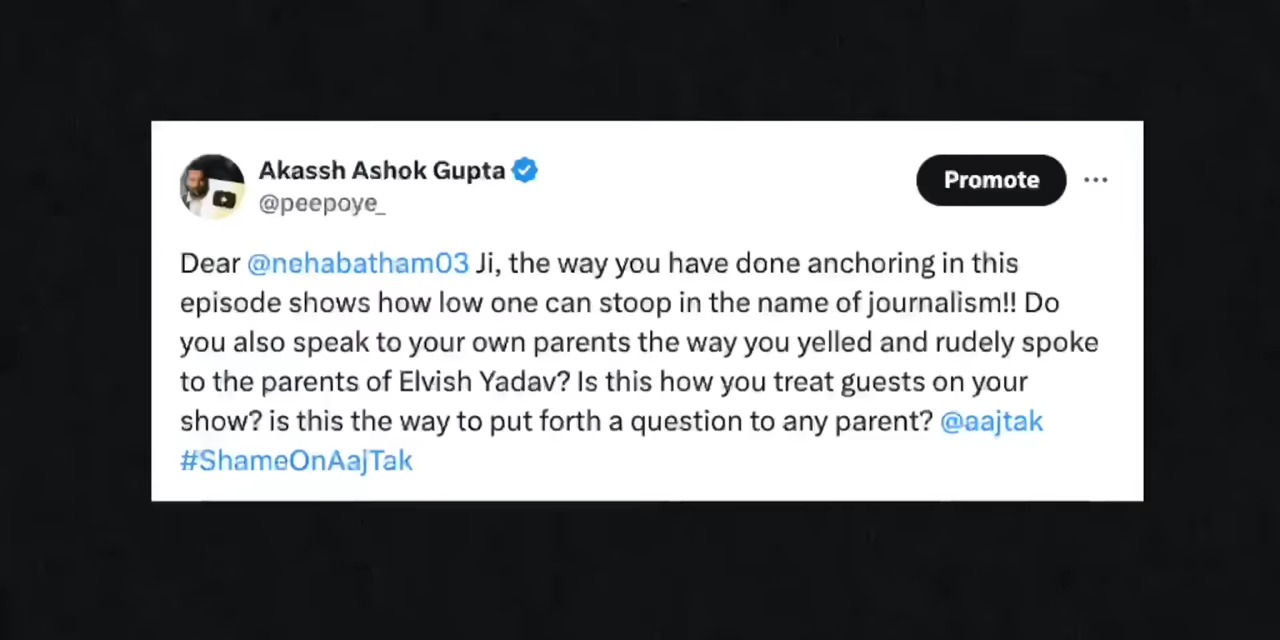 Akassh Ashok Gupta
@peepoye_
Promote
Dear @nehabatham03 Ji, the way you have done anchoring in this
episode shows how low one can stoop in the name of journalism!! Do
you also speak to your own parents the way you yelled and rudely spoke
to the parents of Elvish Yadav? Is this how you treat guests on your
show? is this the way to put forth a question to any parent? @aajtak
#ShameOnAajTak